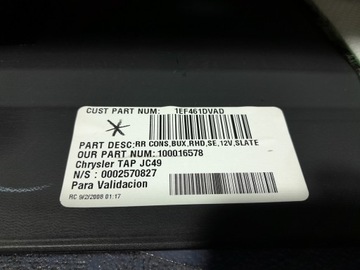 CUST PART NUM: 1EF461DVAD
PART DESC:RR CONS,BUX,RHD,SE,12V,SLATE
OUR PART NUM:100016578
Chrysler TAP JC49
N/S : 0002570827
Para Validacion
RC 9/2/2008 01:17